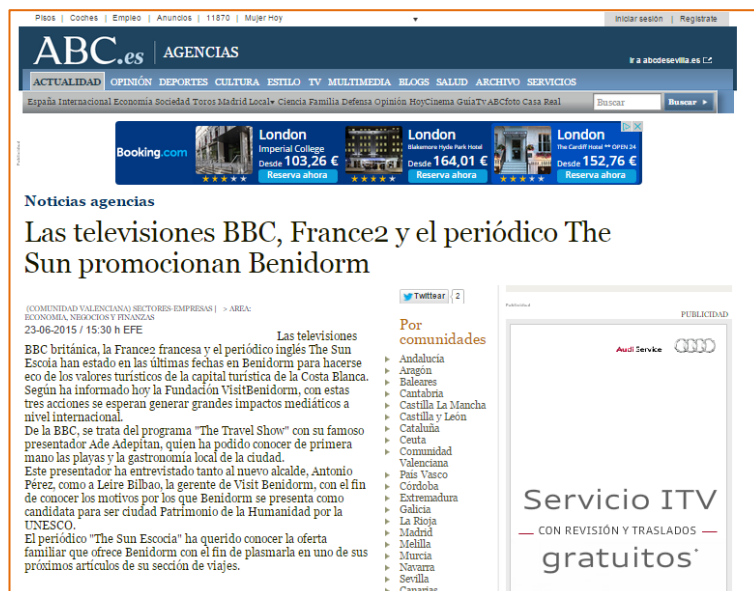 Pisos | Coches | Empleo | Anuncios | 11870 | Mujer Hoy
Iniciar sesión | Regístrate
ABC.es AGENCIAS
Ir a abcdesevilla.es
ACTUALIDAD OPINIÓN DEPORTES CULTURA ESTILO TV MULTIMEDIA BLOGS SALUD ARCHIVO SERVICIOS
España Internacional Economía Sociedad Toros Madrid Local Ciencia Familia Defensa Opinión HoyCinema GuíaTv ABCfoto Casa Real
Buscar
Buscar
Publicidad
Booking.com
London
Imperial College
Desde 103,26 €
Reserva ahora
London
Blakemore Hyde Park Hotel
Desde 164,01 €
Reserva ahora
London
The Cardiff Hotel ** OPEN 24
Desde 152,76 €
Reserva ahora
Noticias agencias
Las televisiones BBC, France2 y el periódico The
Sun promocionan Benidorm
(COMUNIDAD VALENCIANA) SECTORES-EMPRESAS | > AREA:
ECONOMIA, NEGOCIOS Y FINANZAS
23-06-2015 / 15:30 h EFE
Las televisiones
BBC británica, la France2 francesa y el periódico inglés The Sun
Escoia han estado en las últimas fechas en Benidorm para hacerse
eco de los valores turísticos de la capital turística de la Costa Blanca.
Según ha informado hoy la Fundación VisitBenidorm, con estas
tres acciones se esperan generar grandes impactos mediáticos a
nivel internacional.
De la BBC, se trata del programa "The Travel Show" con su famoso
presentador Ade Adepitan, quien ha podido conocer de primera
mano las playas y la gastronomía local de la ciudad.
Este presentador ha entrevistado tanto al nuevo alcalde, Antonio
Pérez, como a Leire Bilbao, la gerente de Visit Benidorm, con el fin
de conocer los motivos por los que Benidorm se presenta como
candidata para ser ciudad Patrimonio de la Humanidad por la
UNESCO.
El periódico "The Sun Escocia" ha querido conocer la oferta
familiar que ofrece Benidorm con el fin de plasmarla en uno de sus
próximos artículos de su sección de viajes.
Twittear 2
Por
comunidades
Andalucía
Aragón
Baleares
Cantabria
Castilla La Mancha
Castilla y León
Cataluña
Ceuta
Comunidad
Valenciana
País Vasco
Córdoba
Extremadura
Galicia
La Rioja
Madrid
Melilla
Murcia
Navarra
Sevilla
Canarias
Publicidad
PUBLICIDAD
Audi Service
Servicio ITV
CON REVISIÓN Y TRASLADOS
gratuitos*